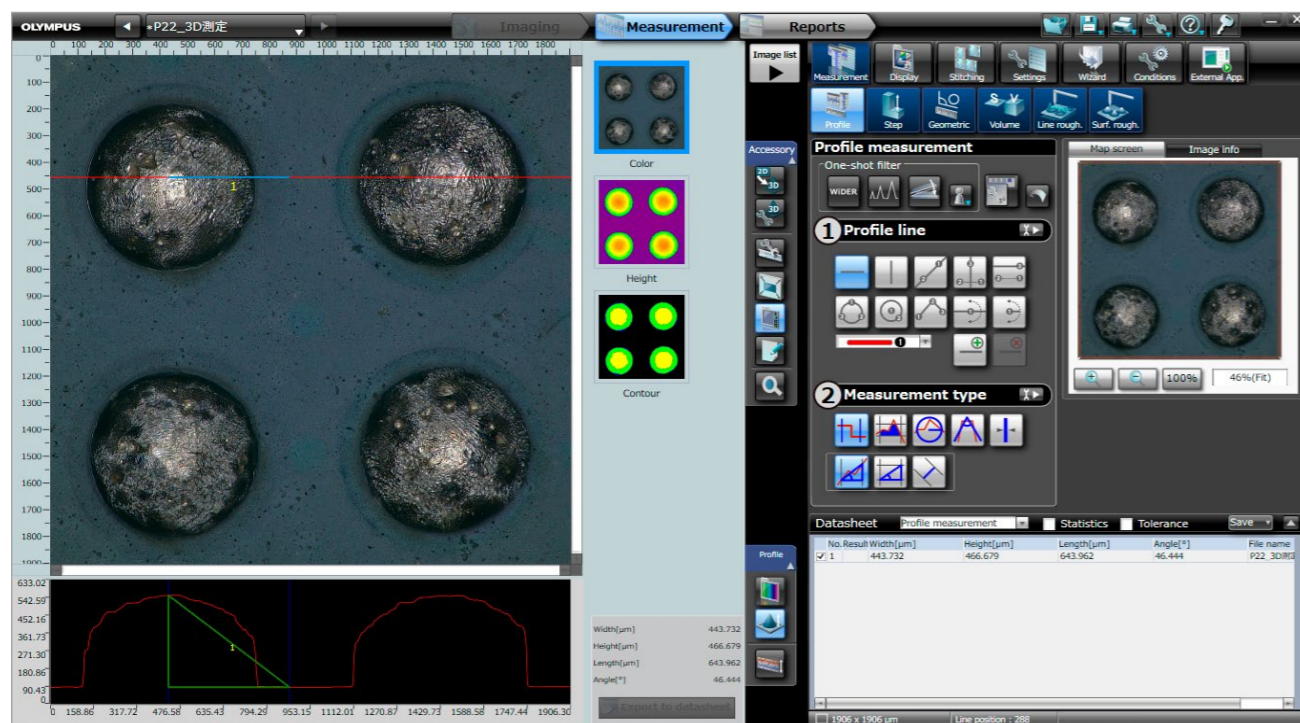 OLYMPUS
*P22_3D測定
Imaging
Measurement
Reports
0 100 200 300 400 500 600 700 800 900 1000 1100 1200 1300 1400 1500 1600 1700 1800
0
100
200
300
400
500
600
700
800
900
1000
1100
1200
1300
1400
1500
1600
1700
1800
1900
1
Color
Height
Contour
Image list
Accessory
2D
3D
3D
Measurement Display Stitching Settings Wizard Conditions External App.
Profile Step Geometric Volume Line rough. Surf. rough.
Profile measurement
One-shot filter
WIDER
1 Profile line
1
2 Measurement type
Map screen Image info
100% 46%(Fit)
Datasheet Profile measurement Statistics Tolerance Save
No. Result Width[μm] Height[μm] Length[μm] Angle[°] File name
1 443.732 466.679 643.962 46.444 P22_3D測定
Profile
633.02
542.59
452.16
361.73
271.30
180.86
90.43
0
1
0 158.86 317.72 476.58 635.43 794.29 953.15 1112.01 1270.87 1429.73 1588.58 1747.44 1906.30
Width[μm] 443.732
Height[μm] 466.679
Length[μm] 643.962
Angle[°] 46.444
Export to datasheet
1906 x 1906 μm Line position : 288